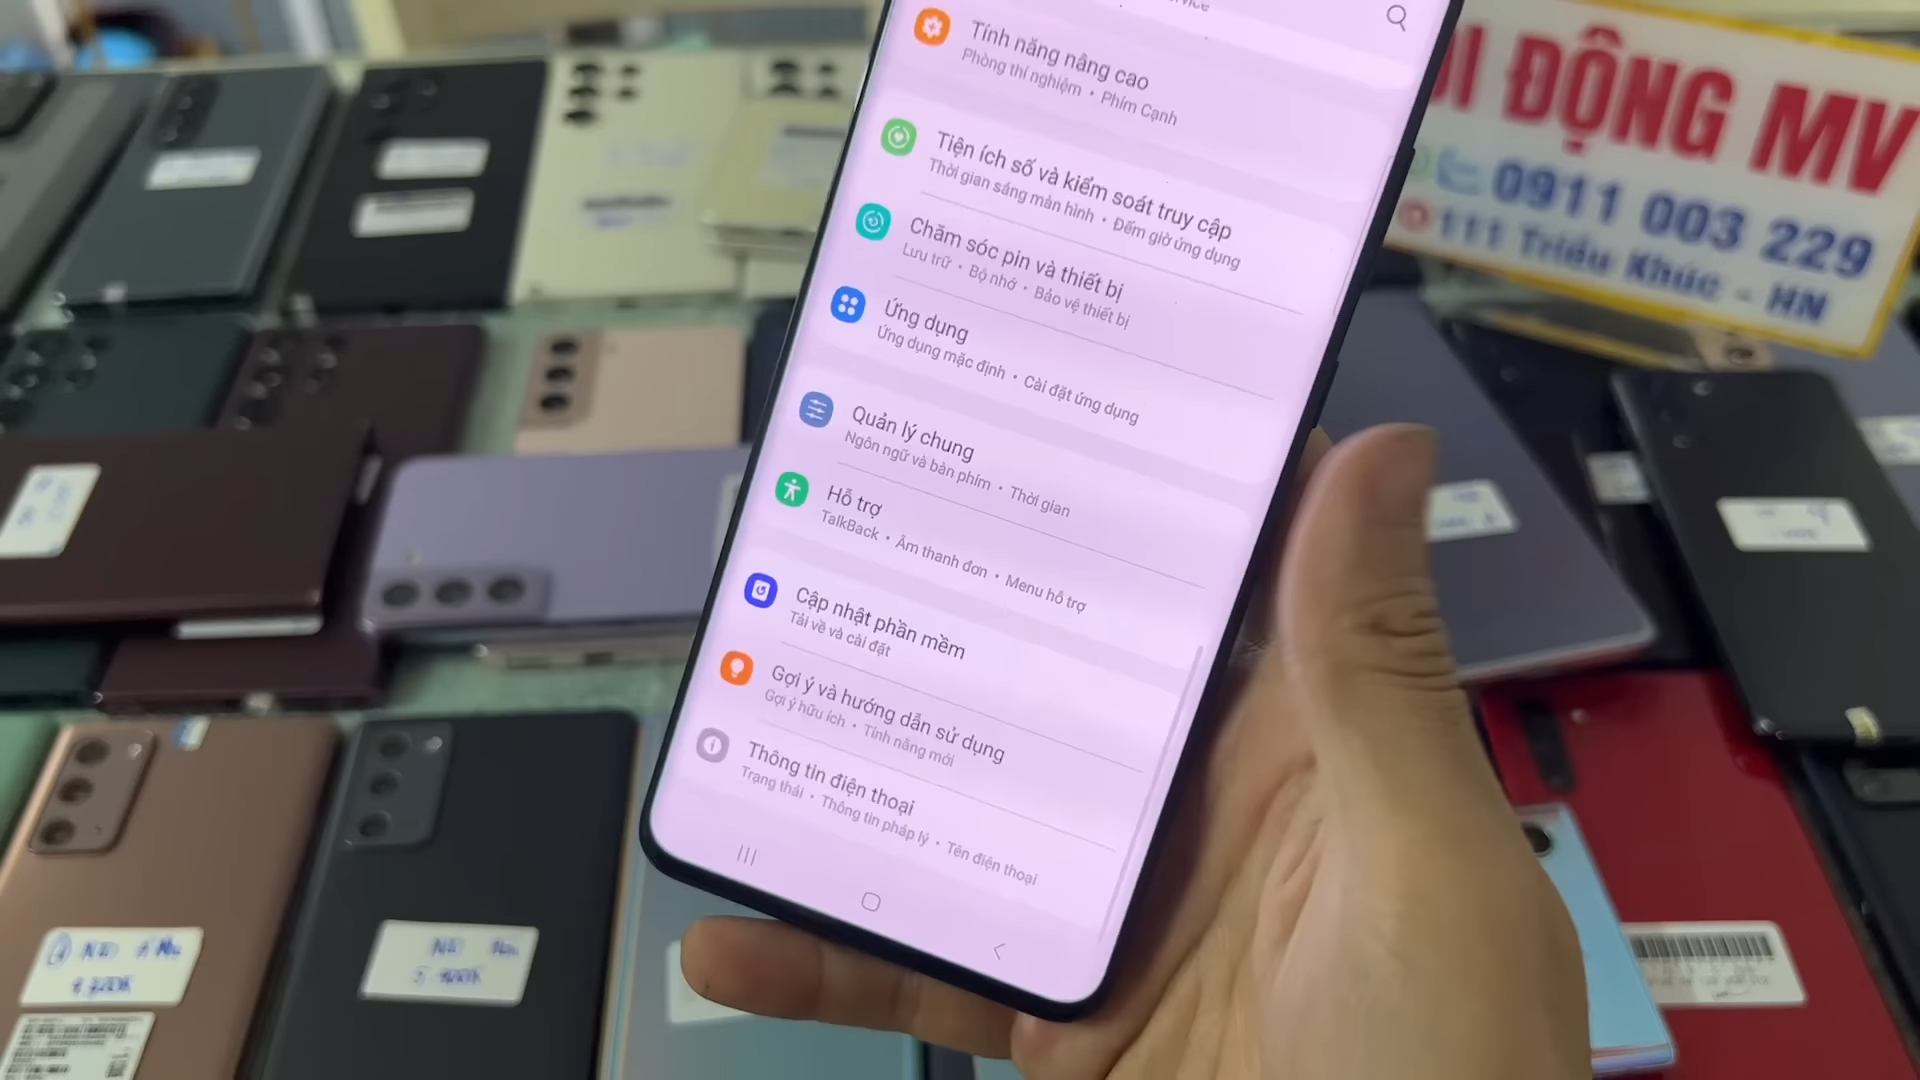 Tính năng nâng cao
Phòng thí nghiệm • Phím Cạnh
Tiện ích số và kiểm soát truy cập
Thời gian sáng màn hình • Đếm giờ ứng dụng
Chăm sóc pin và thiết bị
Lưu trữ • Bộ nhớ • Bảo vệ thiết bị
Ứng dụng
Ứng dụng mặc định • Cài đặt ứng dụng
Quản lý chung
Ngôn ngữ và bàn phím • Thời gian
Hỗ trợ
TalkBack • Âm thanh đơn • Menu hỗ trợ
Cập nhật phần mềm
Tải về và cài đặt
Gợi ý và hướng dẫn sử dụng
Gợi ý hữu ích • Tính năng mới
Thông tin điện thoại
Trạng thái • Thông tin pháp lý • Tên điện thoại
ĐỘNG MV
0911 003 229
111 Triều Khúc - HN